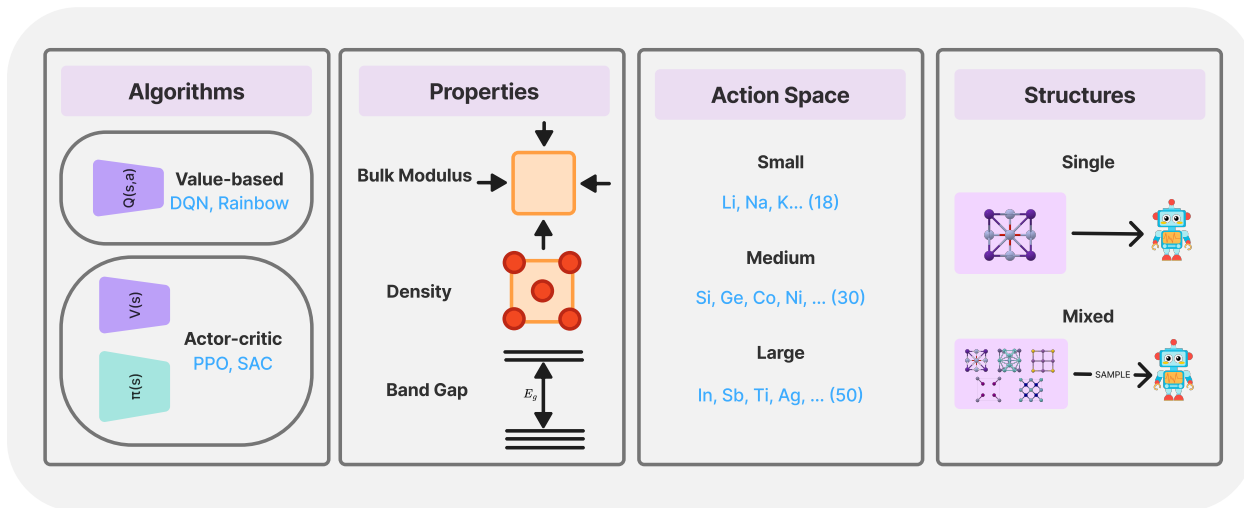 Algorithms
Q(s,a)
Value-based
DQN, Rainbow
V(s)
Actor-critic
PPO, SAC
π(s)
Properties
Bulk Modulus
Density
Band Gap
E_g
Action Space
Small
Li, Na, K... (18)
Medium
Si, Ge, Co, Ni, ... (30)
Large
In, Sb, Ti, Ag, ... (50)
Structures
Single
Mixed
SAMPLE